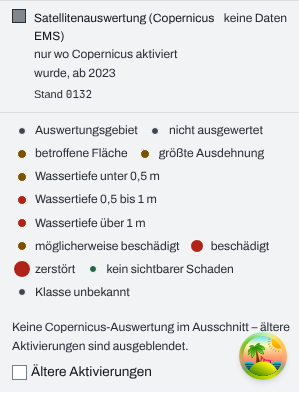 Satellitenauswertung (Copernicus EMS) keine Daten
nur wo Copernicus aktiviert
wurde, ab 2023
Stand 0132
Auswertungsgebiet nicht ausgewertet
betroffene Fläche größte Ausdehnung
Wassertiefe unter 0,5 m
Wassertiefe 0,5 bis 1 m
Wassertiefe über 1 m
möglicherweise beschädigt beschädigt
zerstört kein sichtbarer Schaden
Klasse unbekannt
Keine Copernicus-Auswertung im Ausschnitt – ältere
Aktivierungen sind ausgeblendet.
Ältere Aktivierungen